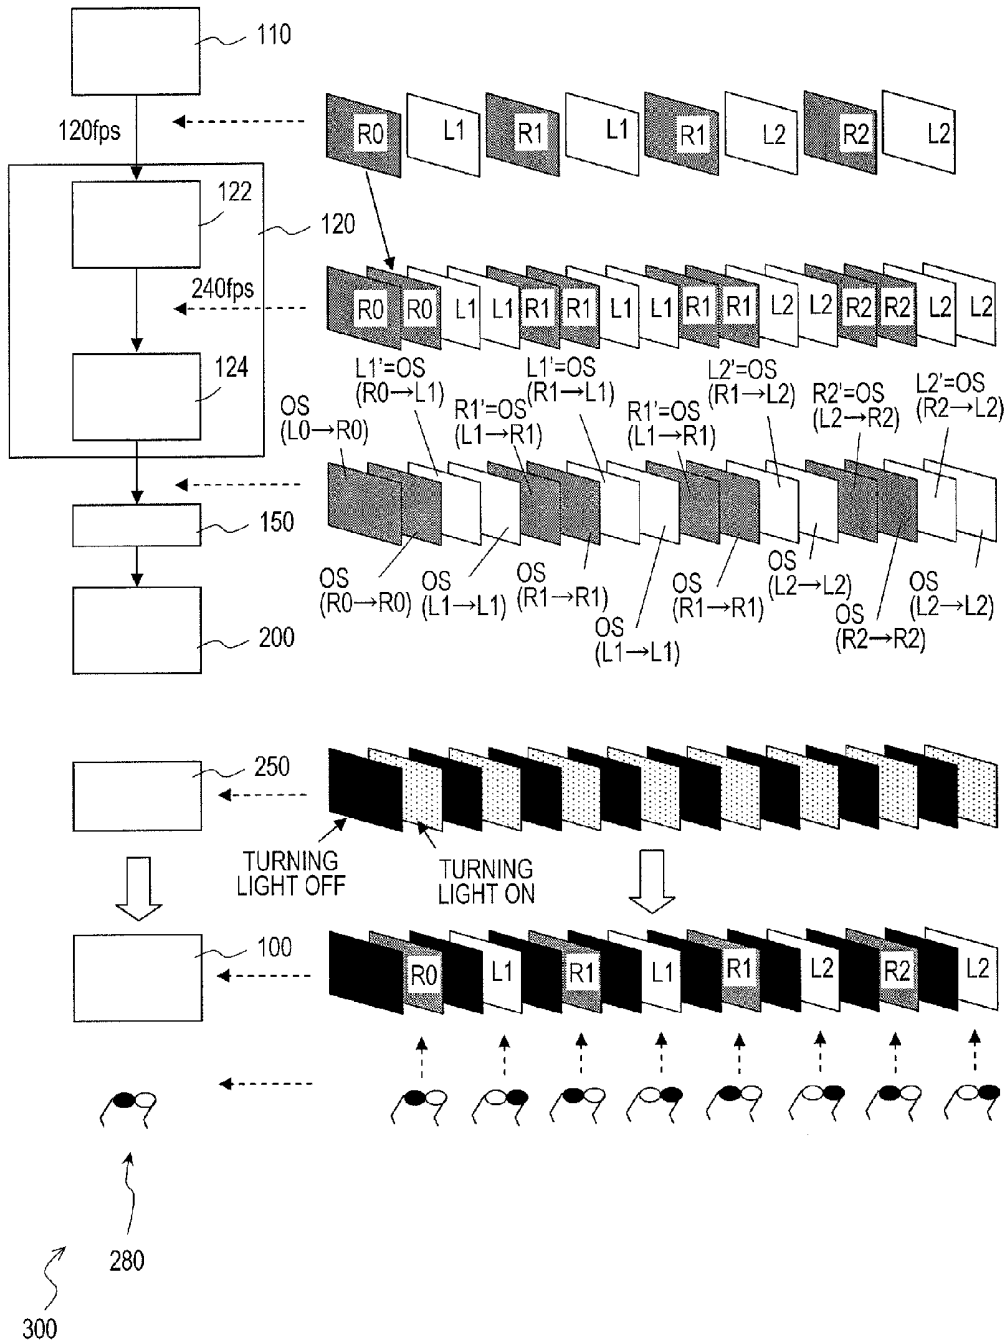 110
120fps
R0 L1 R1 L1 R1 L2 R2 L2
122
120
240fps
R0 R0 L1 L1 R1 R1 L1 L1 R1 R1 L2 L2 R2 R2 L2 L2
124
OS
(L0→R0)
L1'=OS
(R0→L1)
R1'=OS
(L1→R1)
L1'=OS
(R1→L1)
R1'=OS
(L1→R1)
L2'=OS
(R1→L2)
R2'=OS
(L2→R2)
L2'=OS
(R2→L2)
150
OS
(R0→R0)
OS
(L1→L1)
OS
(R1→R1)
OS
(L1→L1)
OS
(R1→R1)
OS
(L2→L2)
OS
(R2→R2)
OS
(L2→L2)
200
250
TURNING
LIGHT OFF
TURNING
LIGHT ON
100
R0 L1 R1 L1 R1 L2 R2 L2
280
300